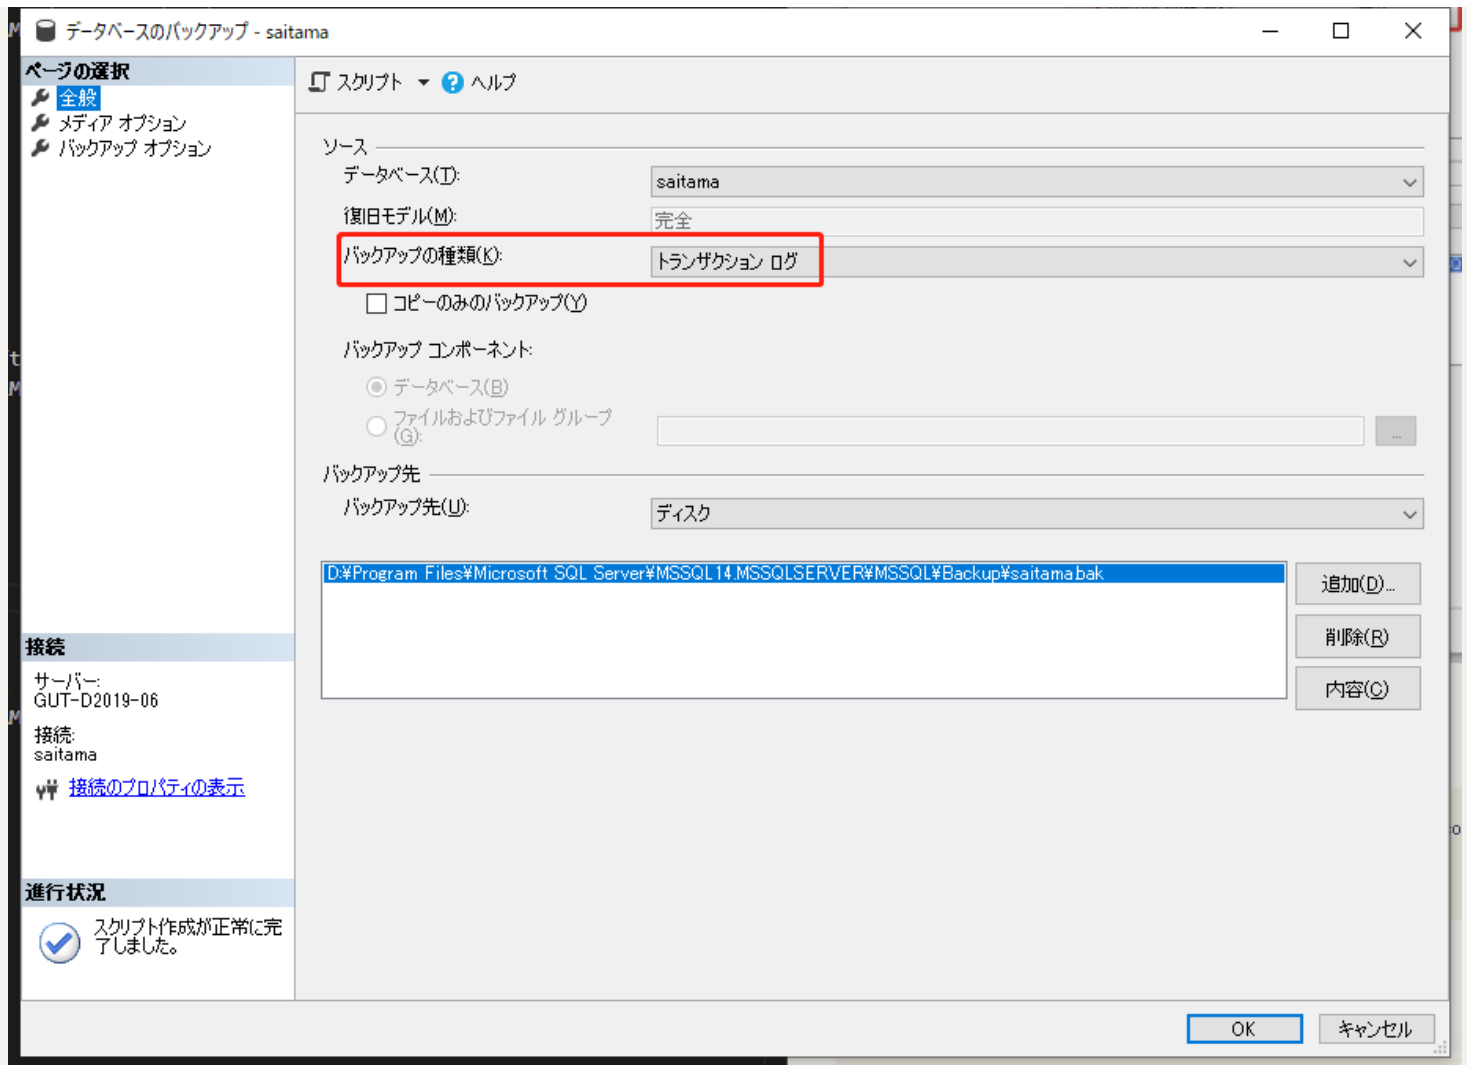 データベースのバックアップ - saitama
ページの選択
全般
メディア オプション
バックアップ オプション
スクリプト
ヘルプ
ソース
データベース(T):
saitama
復旧モデル(M):
完全
バックアップの種類(K):
トランザクション ログ
コピーのみのバックアップ(Y)
バックアップ コンポーネント:
データベース(B)
ファイルおよびファイル グループ
(G):
...
バックアップ先
バックアップ先(U):
ディスク
D:¥Program Files¥Microsoft SQL Server¥MSSQL14.MSSQLSERVER¥MSSQL¥Backup¥saitama.bak
追加(D)...
削除(R)
内容(C)
接続
サーバー:
GUT-D2019-06
接続:
saitama
接続のプロパティの表示
進行状況
スクリプト作成が正常に完
了しました。
OK
キャンセル